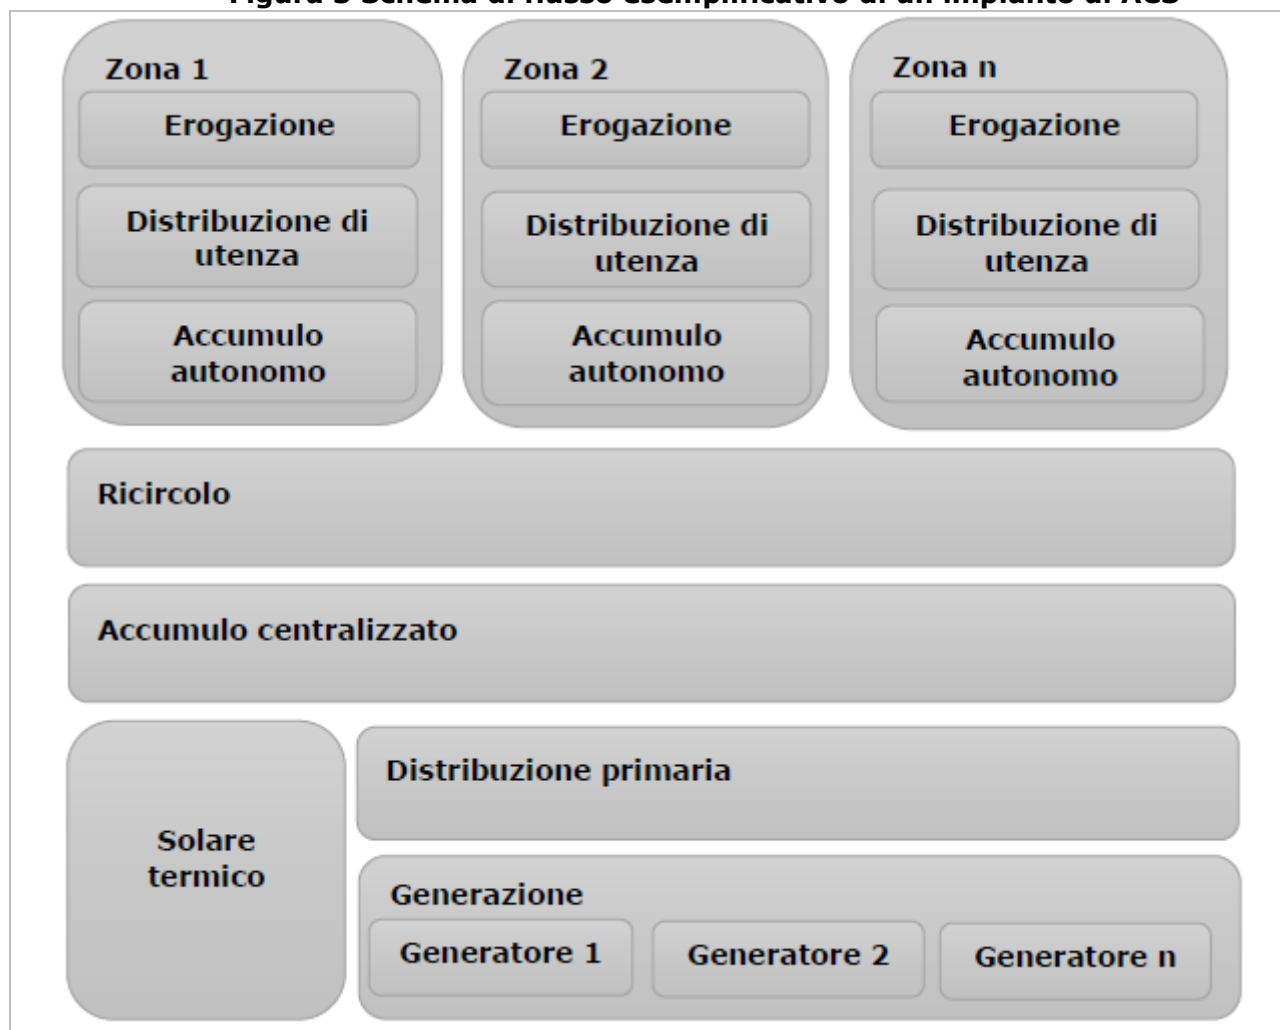 Figura 3 Schema di flusso esemplificativo di un impianto di ACS
Zona 1
Erogazione
Distribuzione di
utenza
Accumulo
autonomo
Zona 2
Erogazione
Distribuzione di
utenza
Accumulo
autonomo
Zona n
Erogazione
Distribuzione di
utenza
Accumulo
autonomo
Ricircolo
Accumulo centralizzato
Solare
termico
Distribuzione primaria
Generazione
Generatore 1
Generatore 2
Generatore n